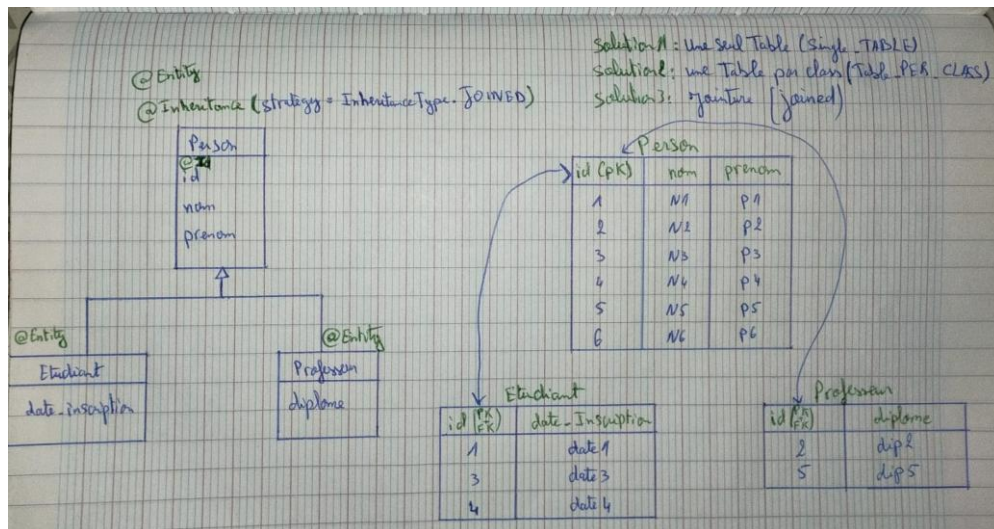 Solution1: une seul Table (Single_TABLE)
Solution2: une Table par class (Table_PER_CLASS)
Solution3: jointure (joined)
@Entity
@Inheritance (strategy = InheritanceType.JOINED)
Person
id
nom
prenom
@Entity
Etudiant
date_inscription
@Entity
Professeur
diplome
Person
id (PK) nom prenom
1 N1 P1
2 N2 P2
3 N3 P3
4 N4 P4
5 N5 P5
6 N6 P6
Etudiant
id (PK FK) date_Inscription
1 date1
3 date3
4 date4
Professeur
id (PK FK) diplome
2 dip2
5 dip5